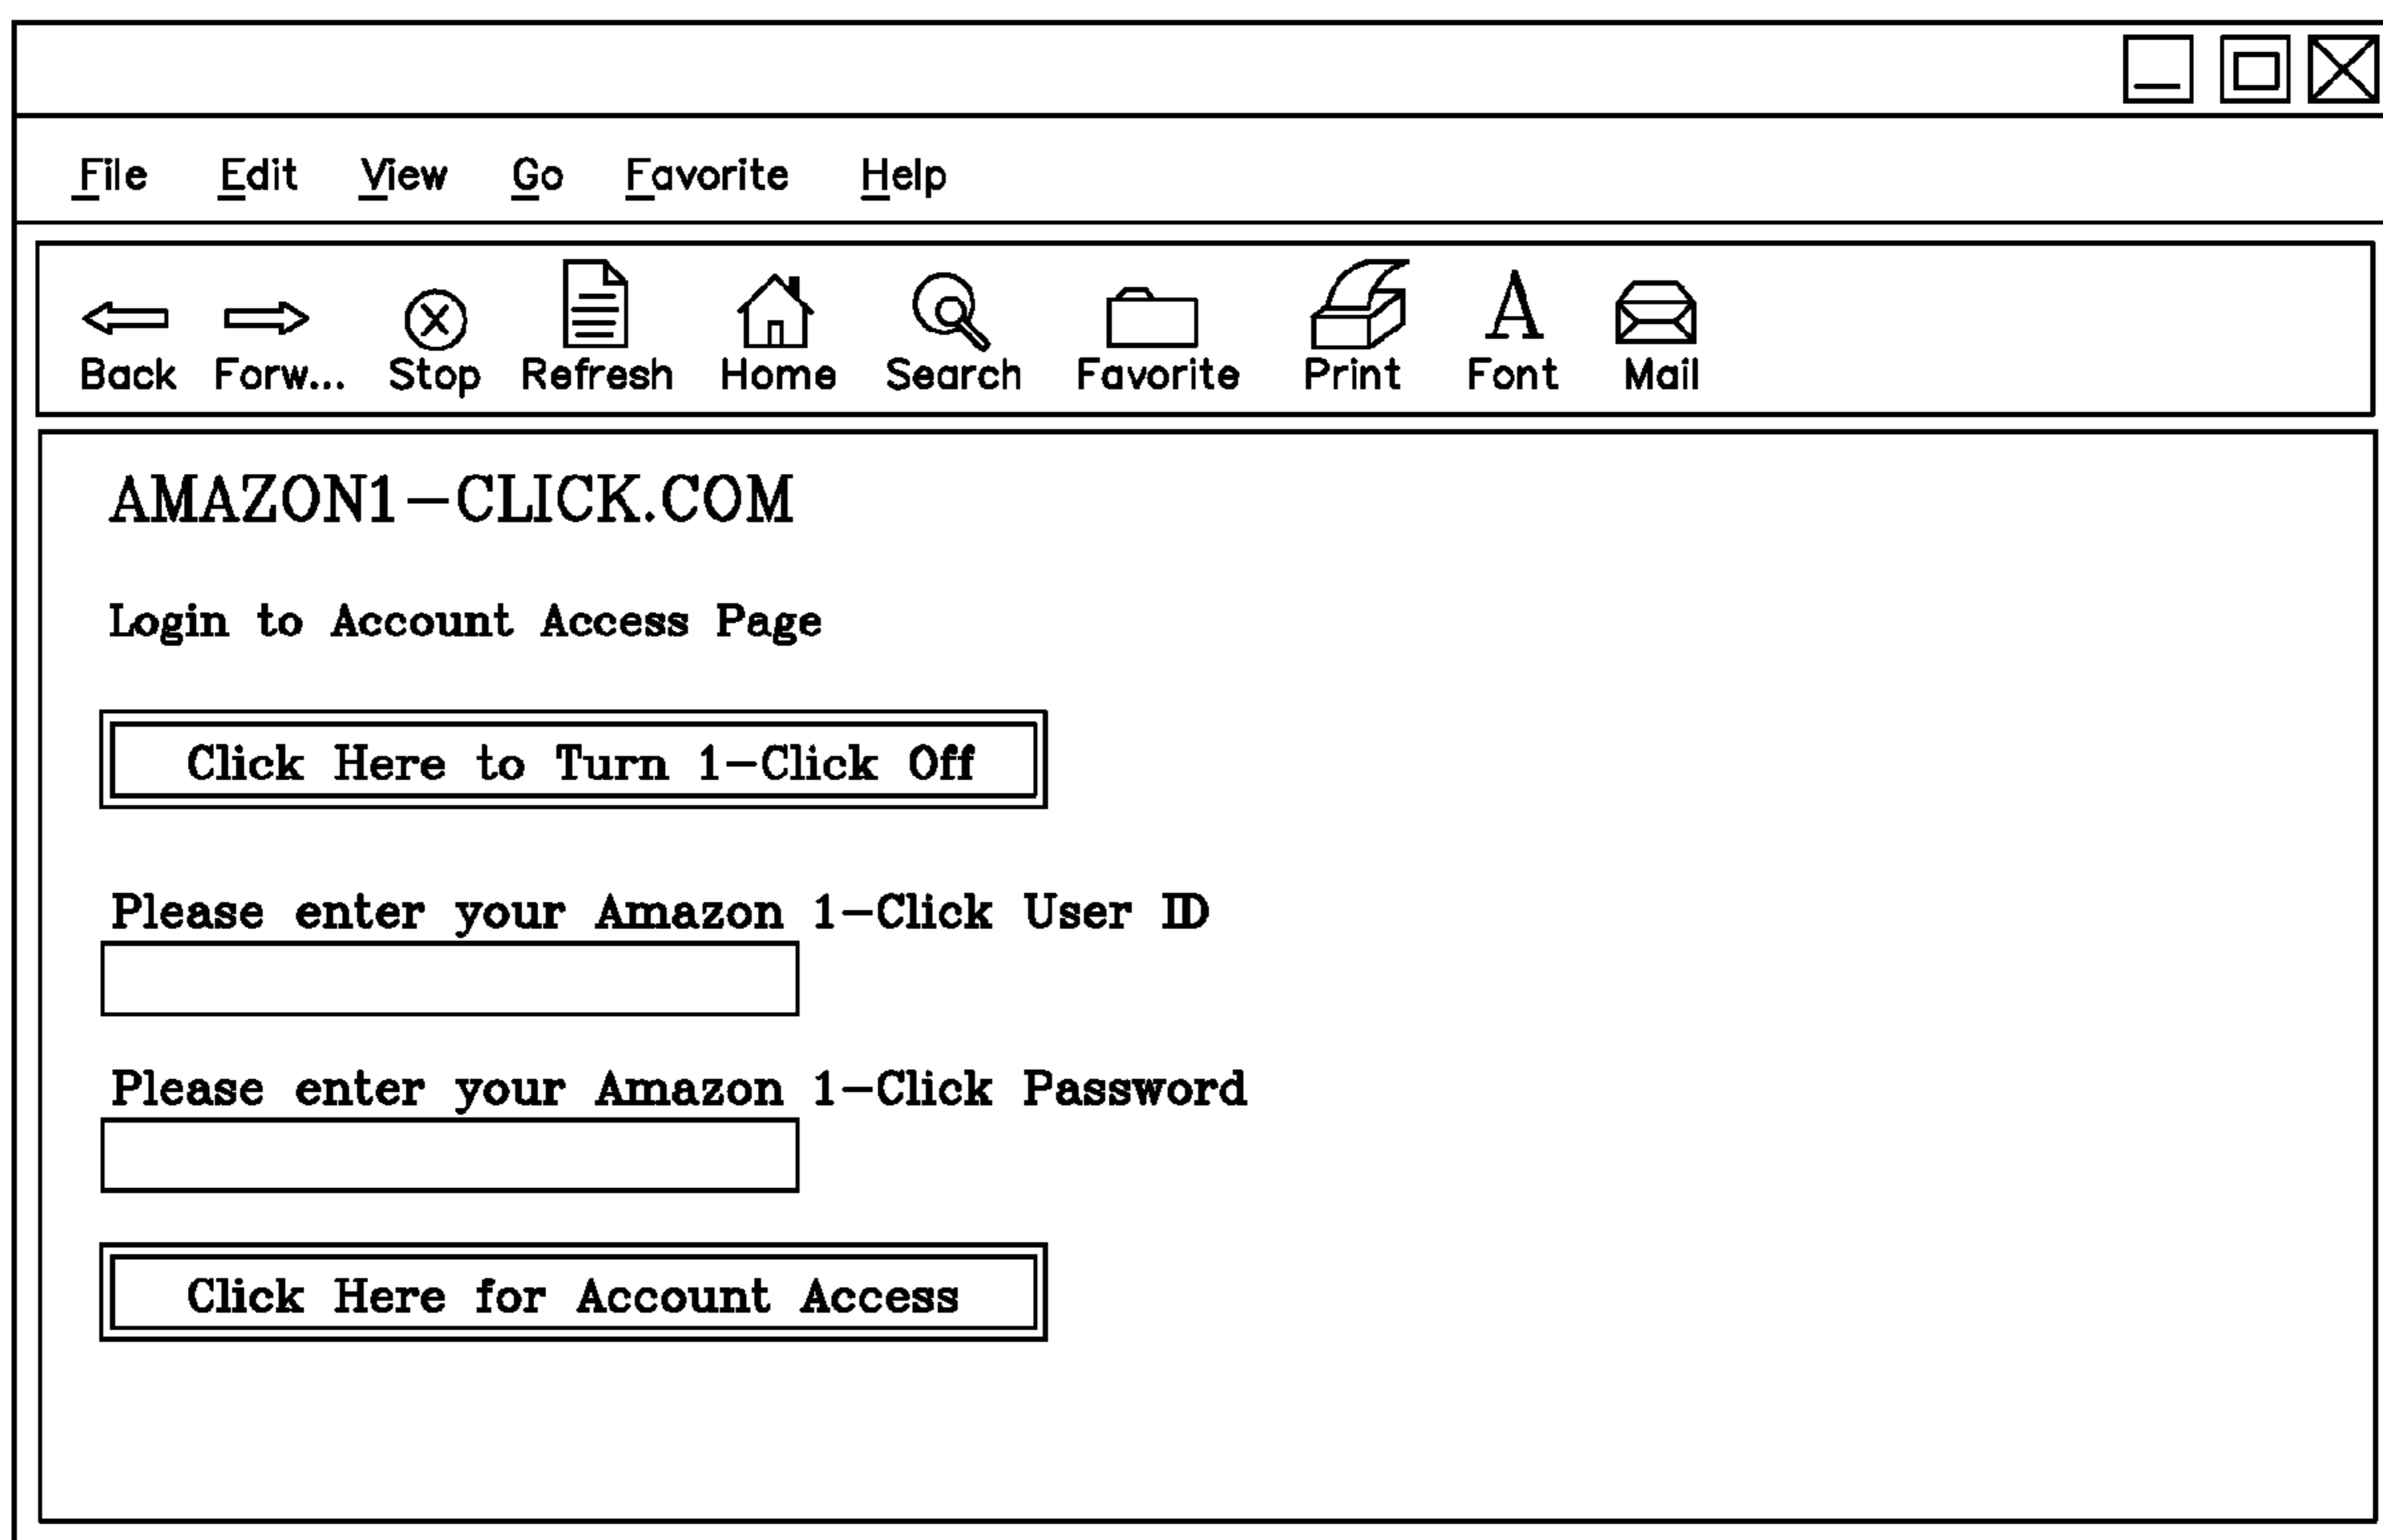 File Edit View Go Favorite Help
Back Forw... Stop Refresh Home Search Favorite Print Font Mail
AMAZON1-CLICK.COM
Login to Account Access Page
Click Here to Turn 1-Click Off
Please enter your Amazon 1-Click User ID
Please enter your Amazon 1-Click Password
Click Here for Account Access